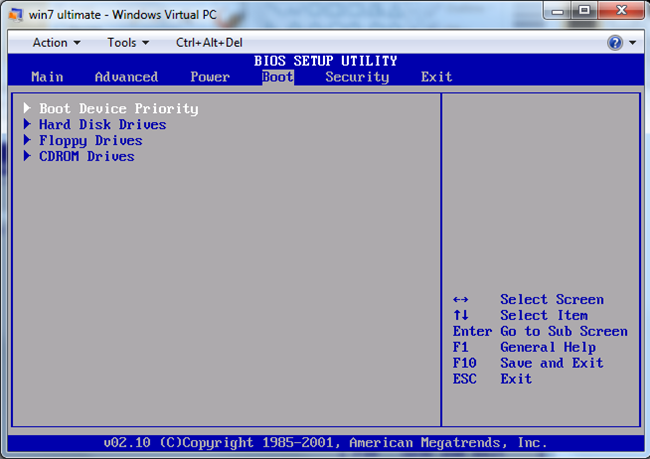 win7 ultimate - Windows Virtual PC
Action Tools Ctrl+Alt+Del
BIOS SETUP UTILITY
Main Advanced Power Boot Security Exit
Boot Device Priority
Hard Disk Drives
Floppy Drives
CDROM Drives
↔ Select Screen
↑↓ Select Item
Enter Go to Sub Screen
F1 General Help
F10 Save and Exit
ESC Exit
v02.10 (C)Copyright 1985-2001, American Megatrends, Inc.